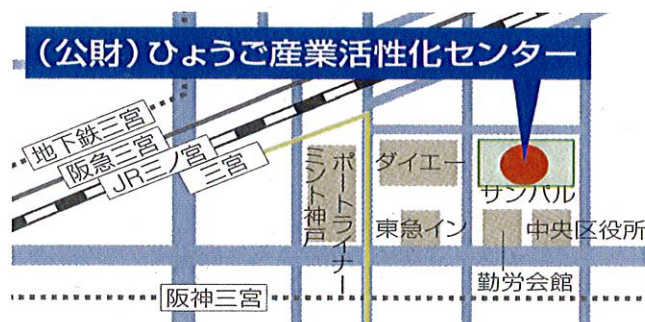 (公財)ひょうご産業活性化センター
地下鉄三宮
阪急三宮
JR三ノ宮
三宮
ミント神戸
ポートライナー
ダイエー
サンパル
東急イン
中央区役所
勤労会館
阪神三宮